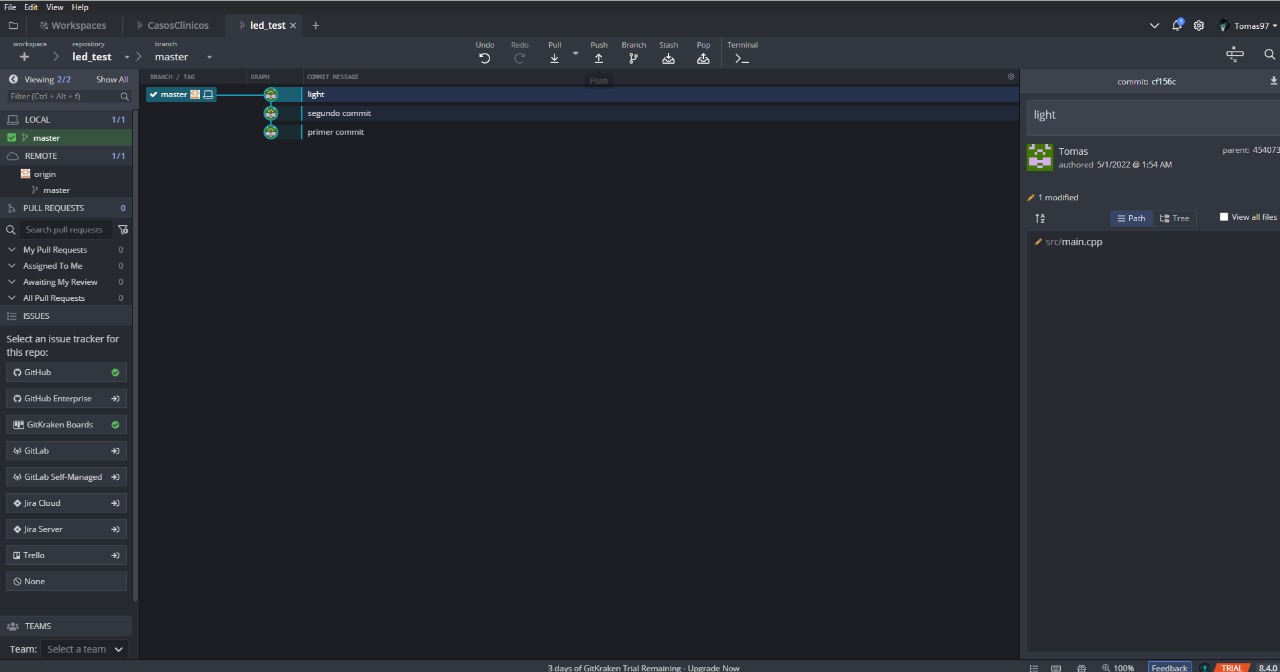 File Edit View Help
Workspaces CasosClinicos led_test
Tomas97
workspace repository branch
led_test master
Undo Redo Pull Push Branch Stash Pop Terminal
Push
Viewing 2/2 Show All
Filter (Ctrl + Alt + f)
LOCAL 1/1
master
REMOTE 1/1
origin
master
PULL REQUESTS 0
Search pull requests
My Pull Requests 0
Assigned To Me 0
Awaiting My Review 0
All Pull Requests 0
ISSUES
Select an issue tracker for
this repo:
GitHub
GitHub Enterprise
GitKraken Boards
GitLab
GitLab Self-Managed
Jira Cloud
Jira Server
Trello
None
TEAMS
Team: Select a team
BRANCH / TAG GRAPH COMMIT MESSAGE
master light
segundo commit
primer commit
commit: cf156c
light
Tomas
authored 5/1/2022 @ 1:54 AM
parent: 454073
1 modified
Path Tree View all files
src/main.cpp
3 days of GitKraken Trial Remaining - Upgrade Now
100% Feedback TRIAL 8.4.0